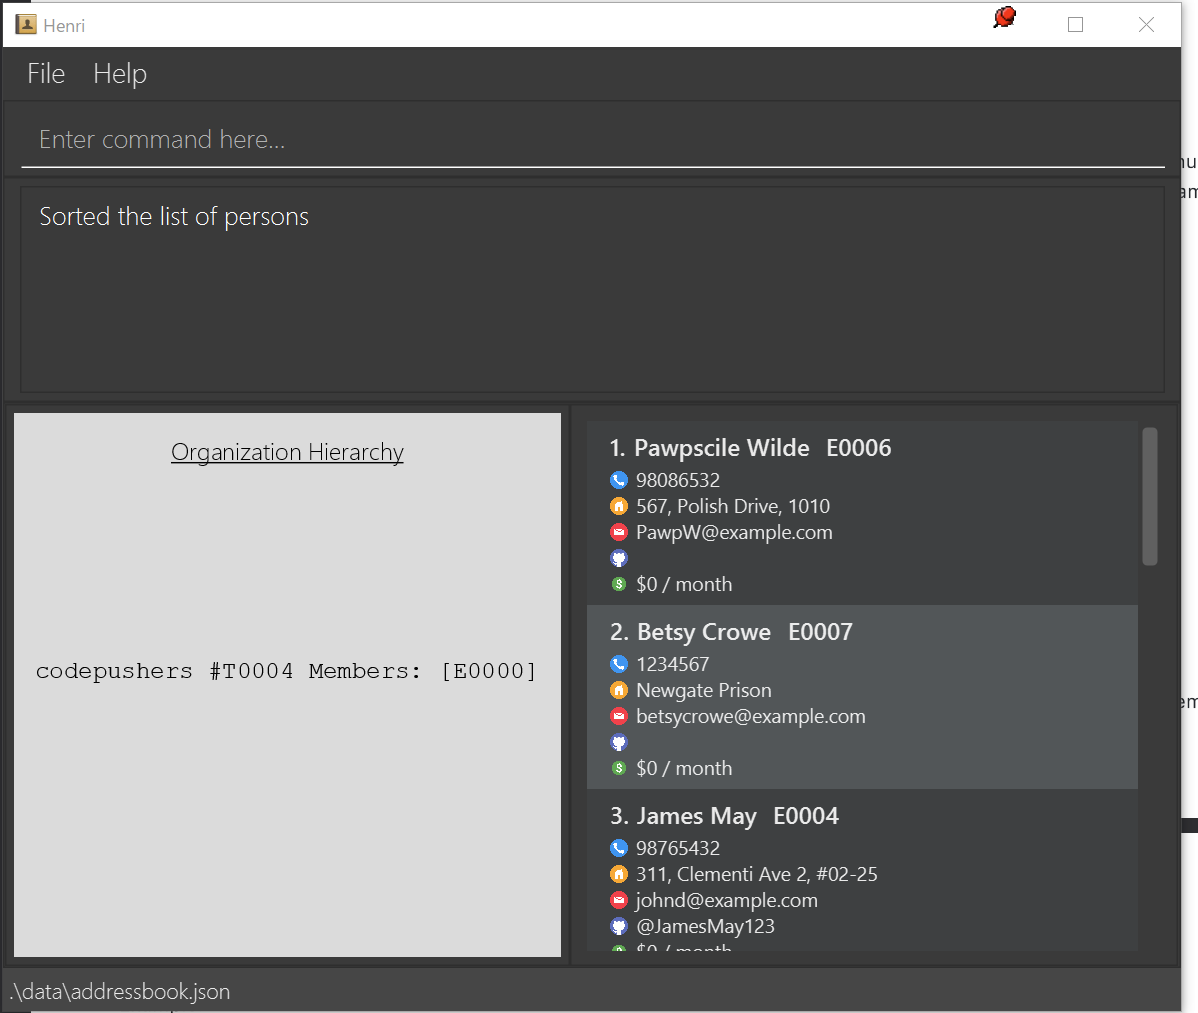 Henri
File Help
Enter command here...
Sorted the list of persons
Organization Hierarchy
codepushers #T0004 Members: [E0000]
1. Pawpscile Wilde E0006
98086532
567, Polish Drive, 1010
PawpW@example.com
$0 / month
2. Betsy Crowe E0007
1234567
Newgate Prison
betsycrowe@example.com
$0 / month
3. James May E0004
98765432
311, Clementi Ave 2, #02-25
johnd@example.com
@JamesMay123
$0 / month
.\data\addressbook.json